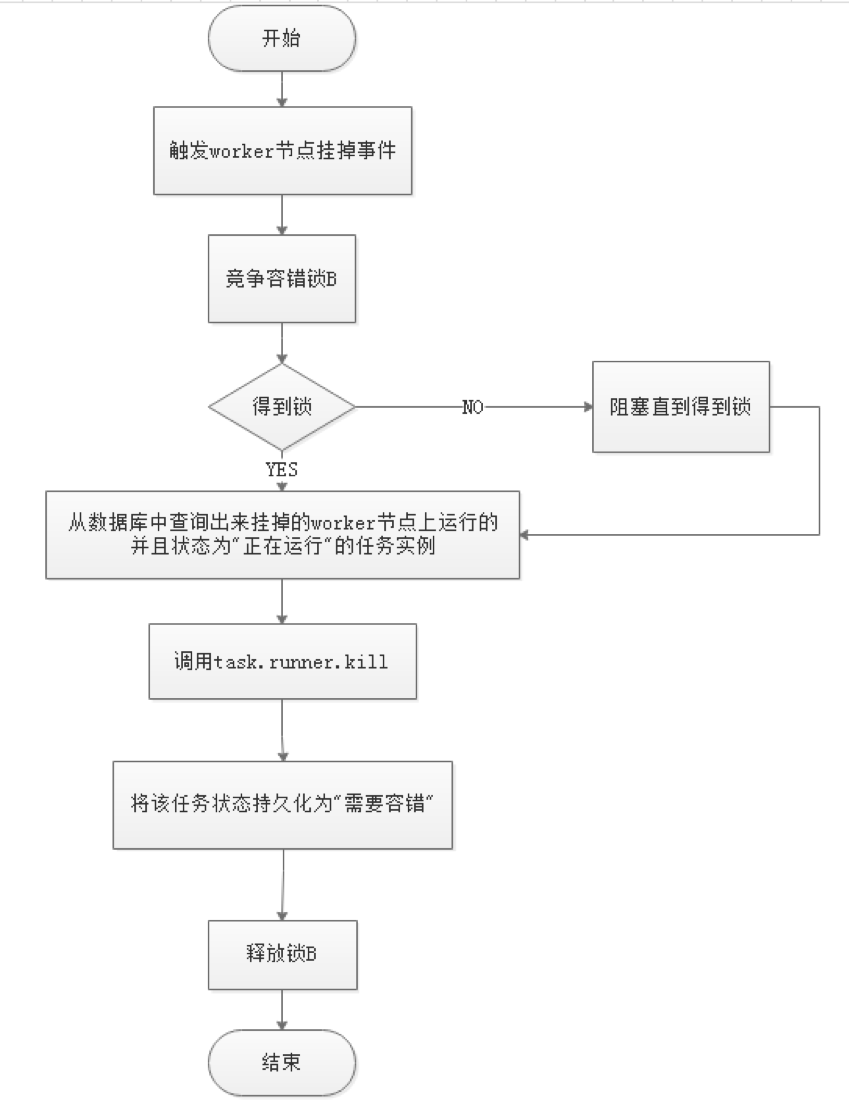 开始
触发worker节点挂掉事件
竞争容错锁B
得到锁
NO
阻塞直到得到锁
YES
从数据库中查询出来挂掉的worker节点上运行的
并且状态为“正在运行”的任务实例
调用task.runner.kill
将该任务状态持久化为“需要容错”
释放锁B
结束